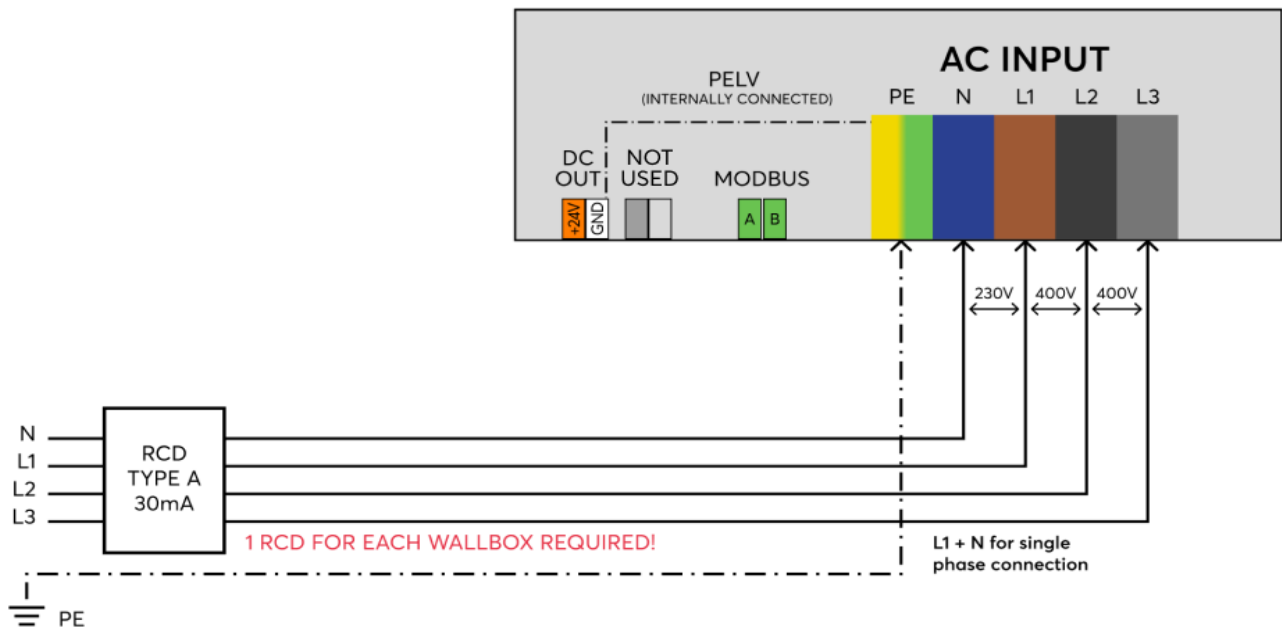 AC INPUT
PELV
(INTERNALLY CONNECTED)
PE N L1 L2 L3
DC
OUT
NOT
USED
MODBUS
+24V
GND
A B
230V 400V 400V
N
L1
L2
L3
RCD
TYPE A
30mA
1 RCD FOR EACH WALLBOX REQUIRED!
L1 + N for single
phase connection
PE